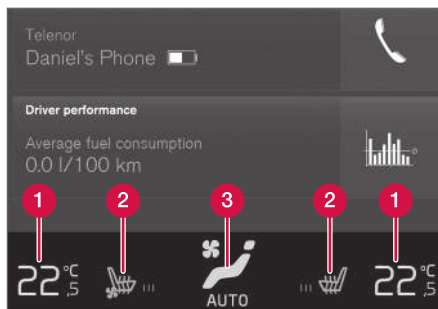 Telenor
Daniel's Phone
Driver performance
Average fuel consumption
0.0 l/100 km
1 2 3 2 1
22,5 °C
AUTO
22,5 °C